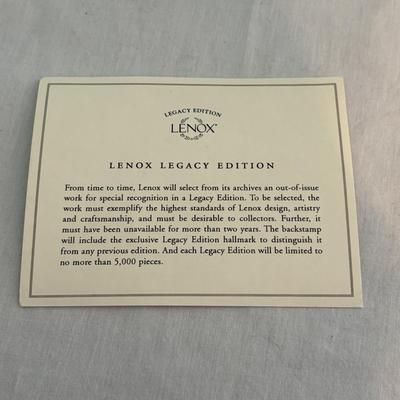 LEGACY EDITION
LENOX
LENOX LEGACY EDITION
From time to time, Lenox will select from its archives an out-of-issue
work for special recognition in a Legacy Edition. To be selected, the
work must exemplify the highest standards of Lenox design, artistry
and craftsmanship, and must be desirable to collectors. Further, it
must have been unavailable for more than two years. The backstamp
will include the exclusive Legacy Edition hallmark to distinguish it
from any previous edition. And each Legacy Edition will be limited to
no more than 5,000 pieces.